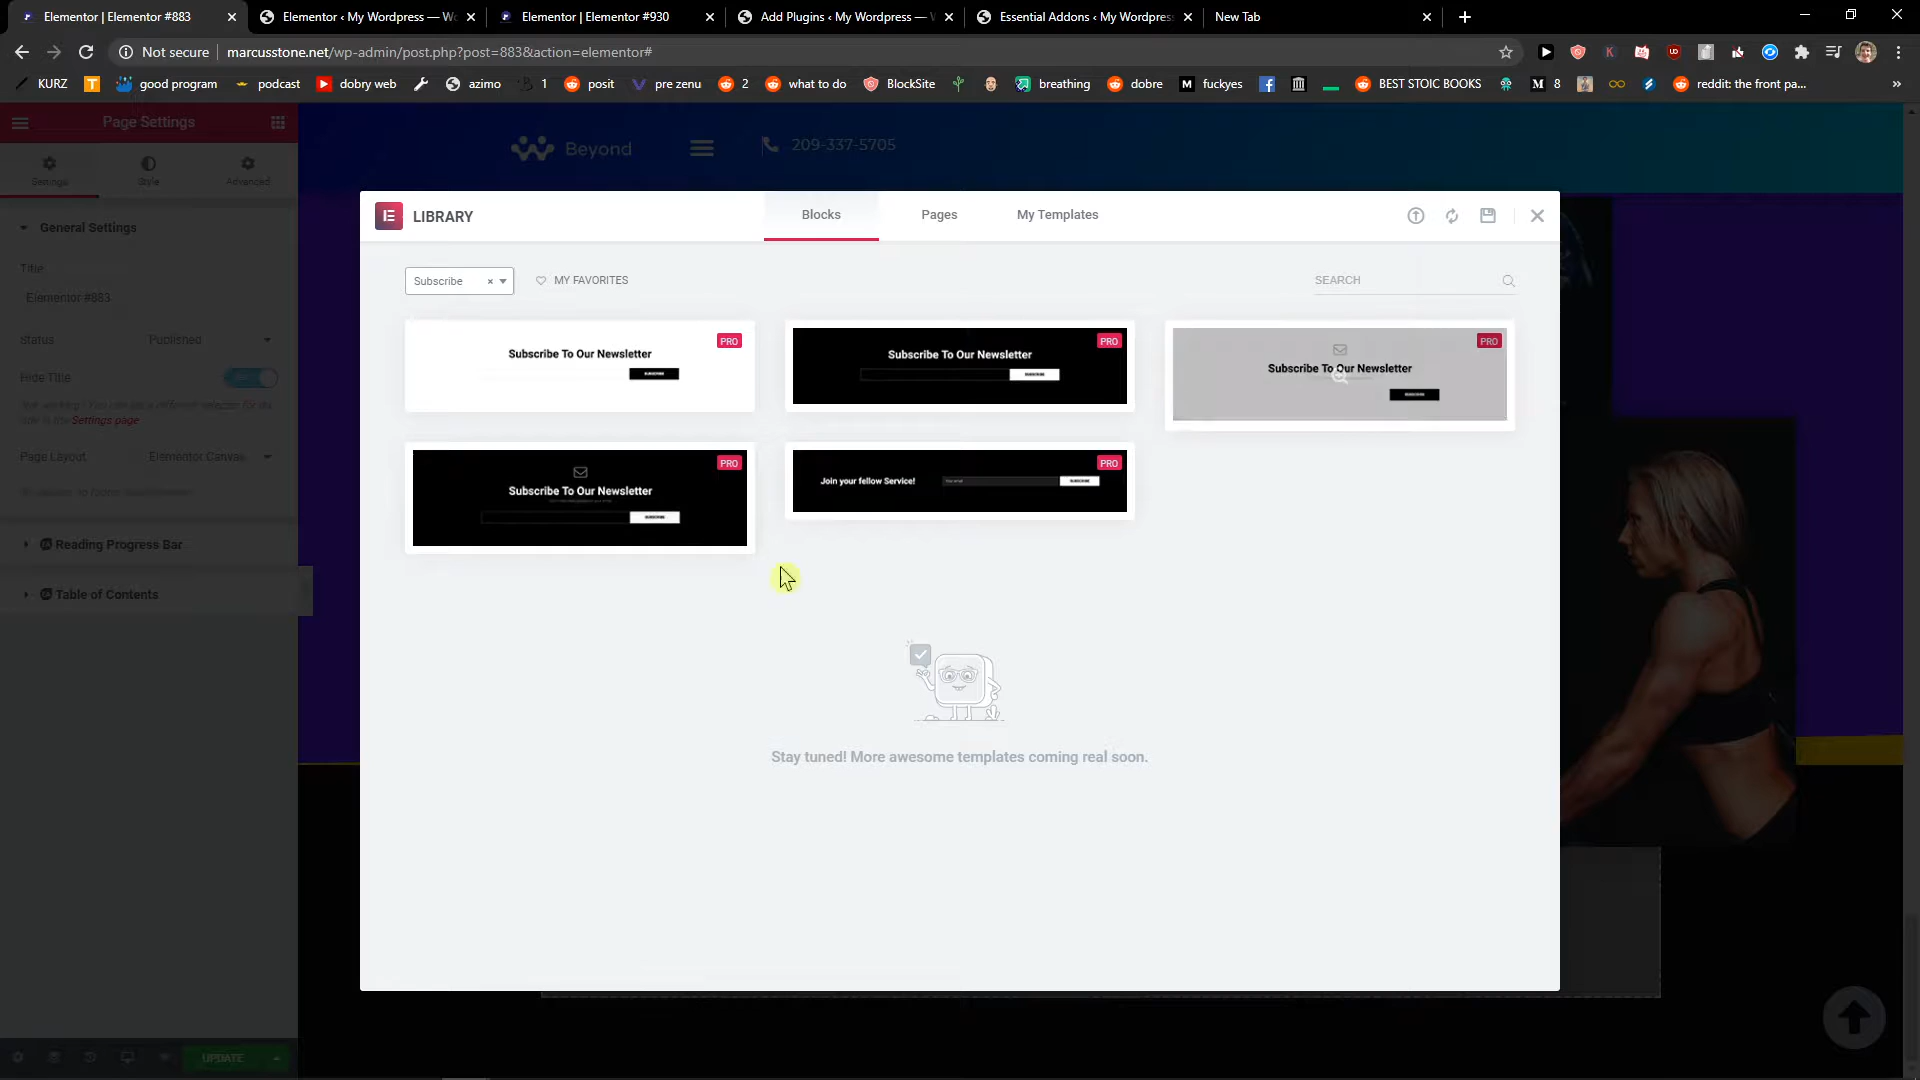 Elementor | Elementor #883
Elementor ‹ My Wordpress — Wo
Elementor | Elementor #930
Add Plugins ‹ My Wordpress — W
Essential Addons ‹ My Wordpress
New Tab
Not secure
marcusstone.net/wp-admin/post.php?post=883&action=elementor#
KURZ
good program
podcast
dobry web
azimo
1
posit
pre zenu
2
what to do
BlockSite
breathing
dobre
fuckyes
BEST STOIC BOOKS
8
reddit: the front pa...
Page Settings
Settings
Style
Advanced
General Settings
Title
Elementor #883
Status
Published
Hide Title
Settings page
Page Layout
Elementor Canvas
Reading Progress Bar
Table of Contents
UPDATE
Beyond
209-337-5705
LIBRARY
Blocks
Pages
My Templates
Subscribe
MY FAVORITES
SEARCH
PRO
Subscribe To Our Newsletter
SUBSCRIBE
PRO
Subscribe To Our Newsletter
SUBSCRIBE
PRO
Subscribe To Our Newsletter
SUBSCRIBE
PRO
Subscribe To Our Newsletter
SUBSCRIBE
PRO
Join your fellow Service!
SUBSCRIBE
Stay tuned! More awesome templates coming real soon.